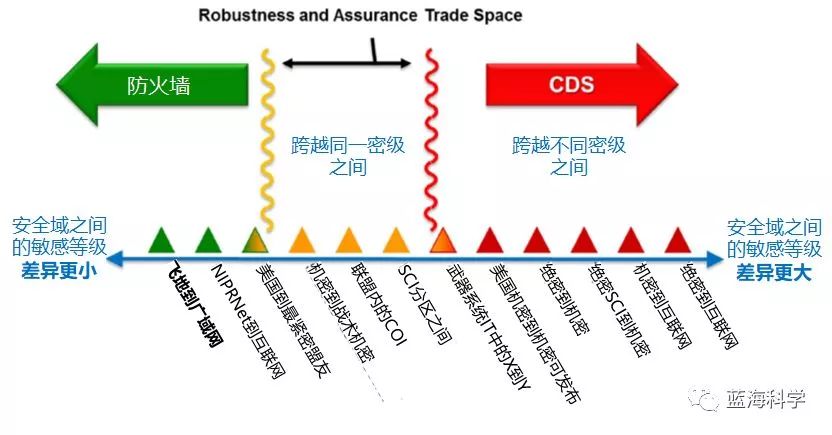 Robustness and Assurance Trade Space
防火墙
CDS
跨越同一密级
之间
跨越不同密级
之间
安全域之间
的敏感等级
差异更小
安全域之间
的敏感等级
差异更大
飞地到广域网
NIPRNet到互联网
美国到最紧密盟友
机密到战术机密
联盟内的COI
SCI分区之间
武器系统IT中的X到Y
美国机密到机密可发布
绝密到机密
绝密SCI到机密
机密到互联网
绝密到互联网
蓝海科学